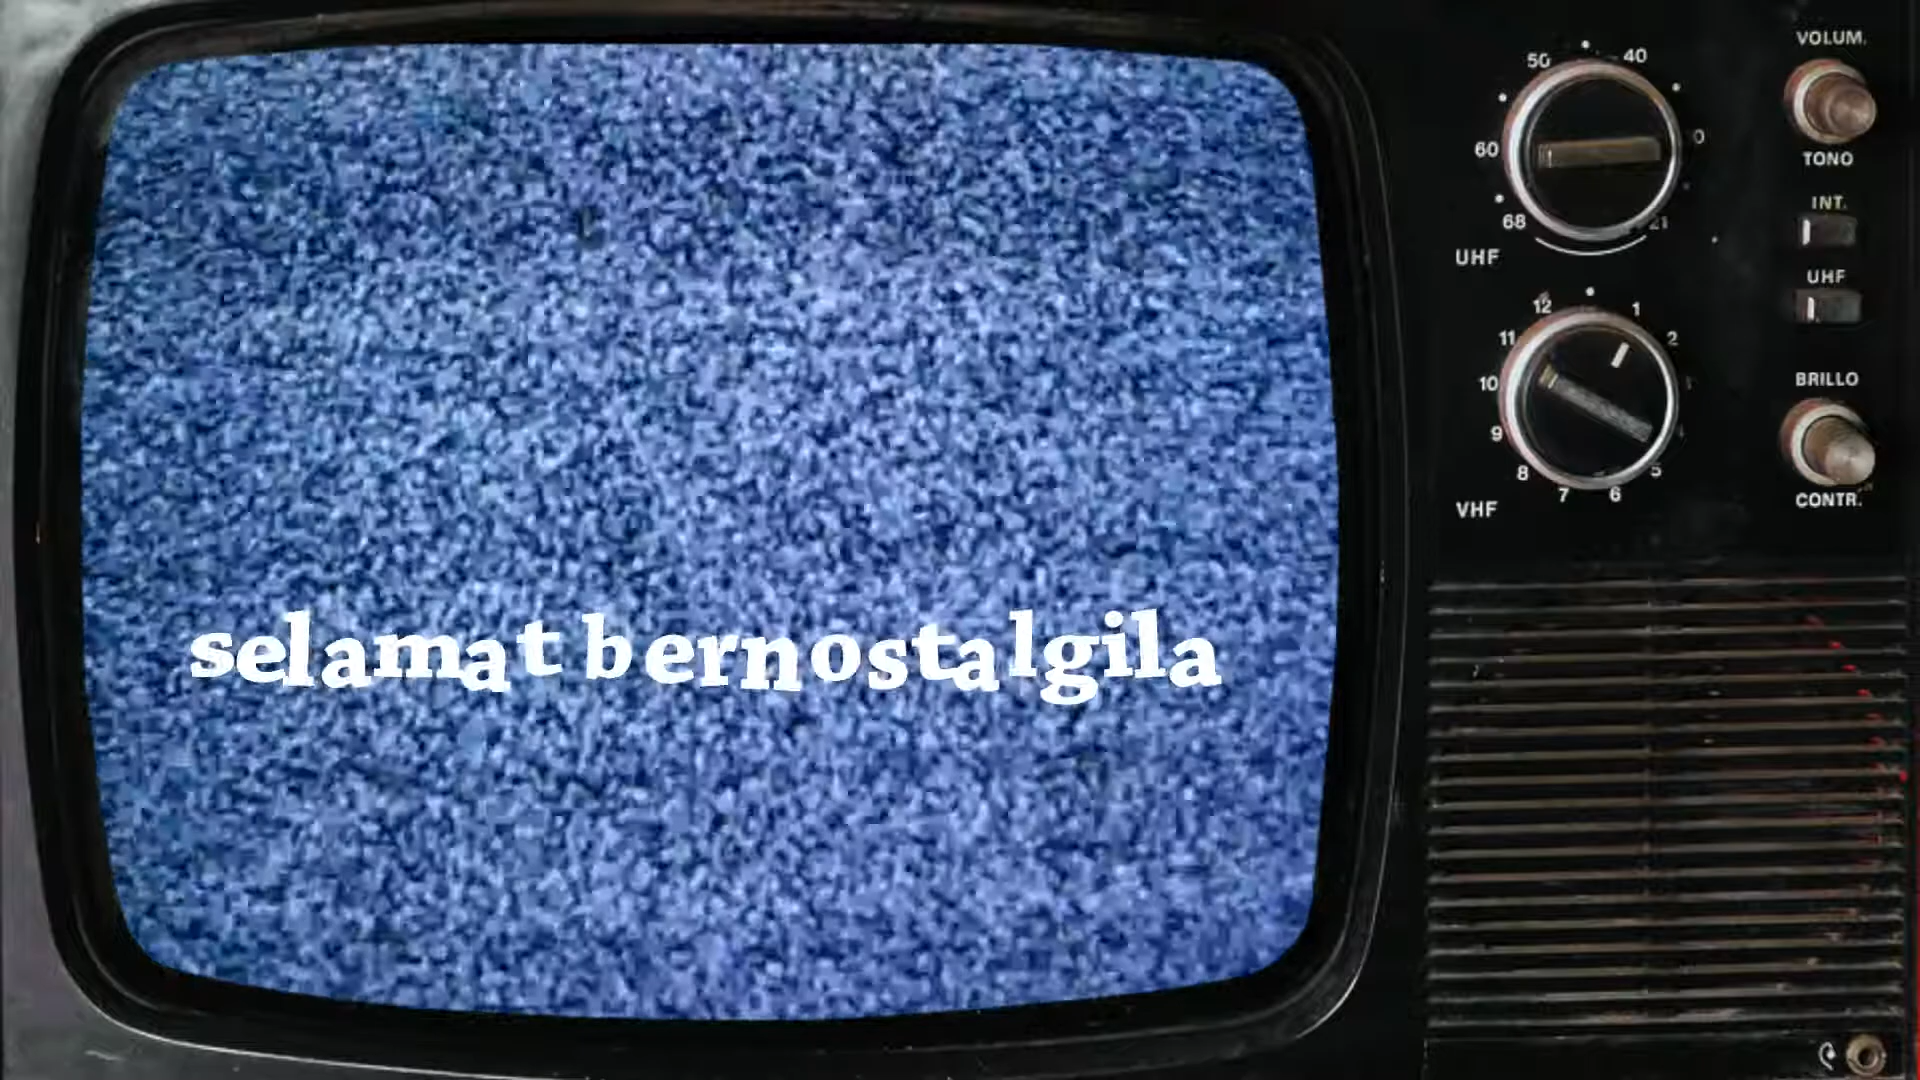 VOLUM.
50
40
60
0
TONO
INT.
68
21
UHF
UHF
12
1
11
2
10
BRILLO
9
8
5
7
6
CONTR.
VHF
selamat bernostalgila